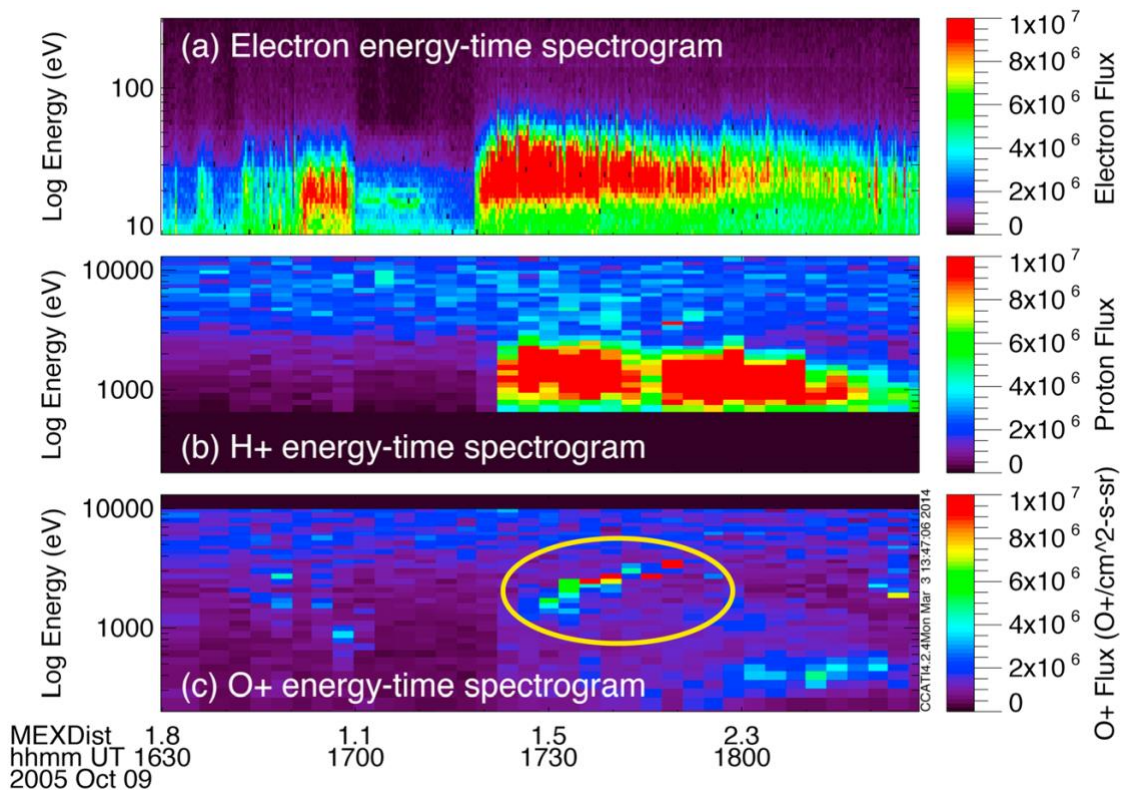 (a) Electron energy-time spectrogram
Log Energy (eV)
100
10
1x10 7
8x10 6
6x10 6
4x10 6
2x10 6
0
Electron Flux
(b) H+ energy-time spectrogram
Log Energy (eV)
10000
1000
1x10 7
8x10 6
6x10 6
4x10 6
2x10 6
0
Proton Flux
(c) O+ energy-time spectrogram
Log Energy (eV)
10000
1000
CCATI4.2.4Mon Mar 3 13:47:06 2014
1x10 7
8x10 6
6x10 6
4x10 6
2x10 6
0
O+ Flux (O+/cm^2-s-sr)
MEXDist 1.8 1.1 1.5 2.3
hhmm UT 1630 1700 1730 1800
2005 Oct 09